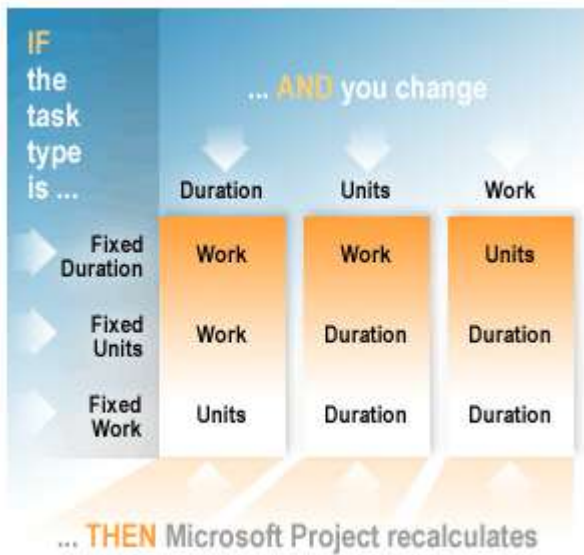 IF
the
task
type
is ...
... AND you change
Duration Units Work
Fixed
Duration
Work Work Units
Fixed
Units
Work Duration Duration
Fixed
Work
Units Duration Duration
... THEN Microsoft Project recalculates